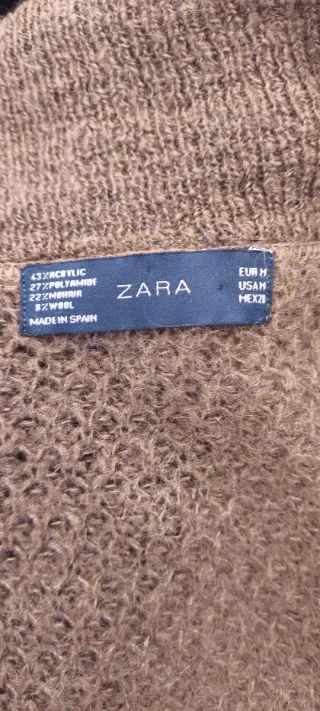 43%ACRYLIC
27%POLYAMIDE
22%MOHAIR
8%WOOL
MADE IN SPAIN
ZARA
EUR M
USA M
MEX 28